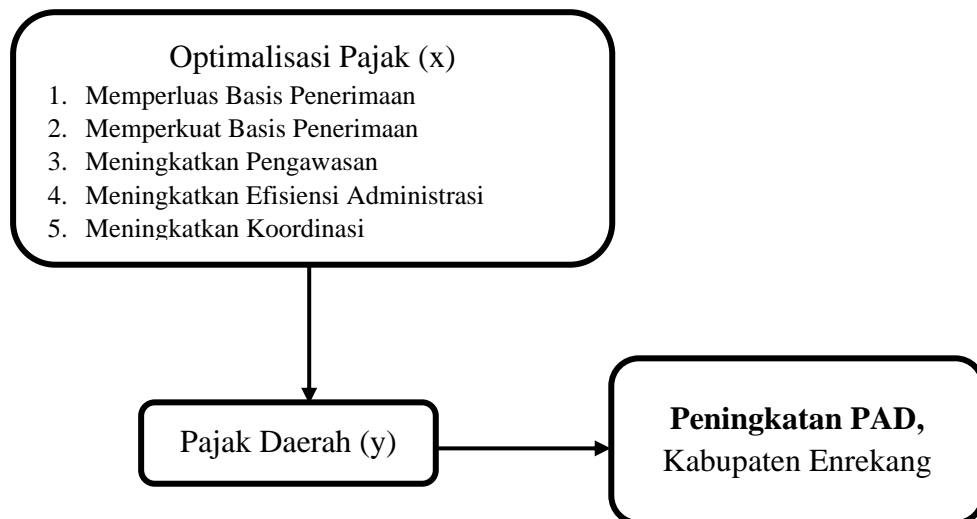 Optimalisasi Pajak (x)
1. Memperluas Basis Penerimaan
2. Memperkuat Basis Penerimaan
3. Meningkatkan Pengawasan
4. Meningkatkan Efisiensi Administrasi
5. Meningkatkan Koordinasi
Pajak Daerah (y)
Peningkatan PAD,
Kabupaten Enrekang